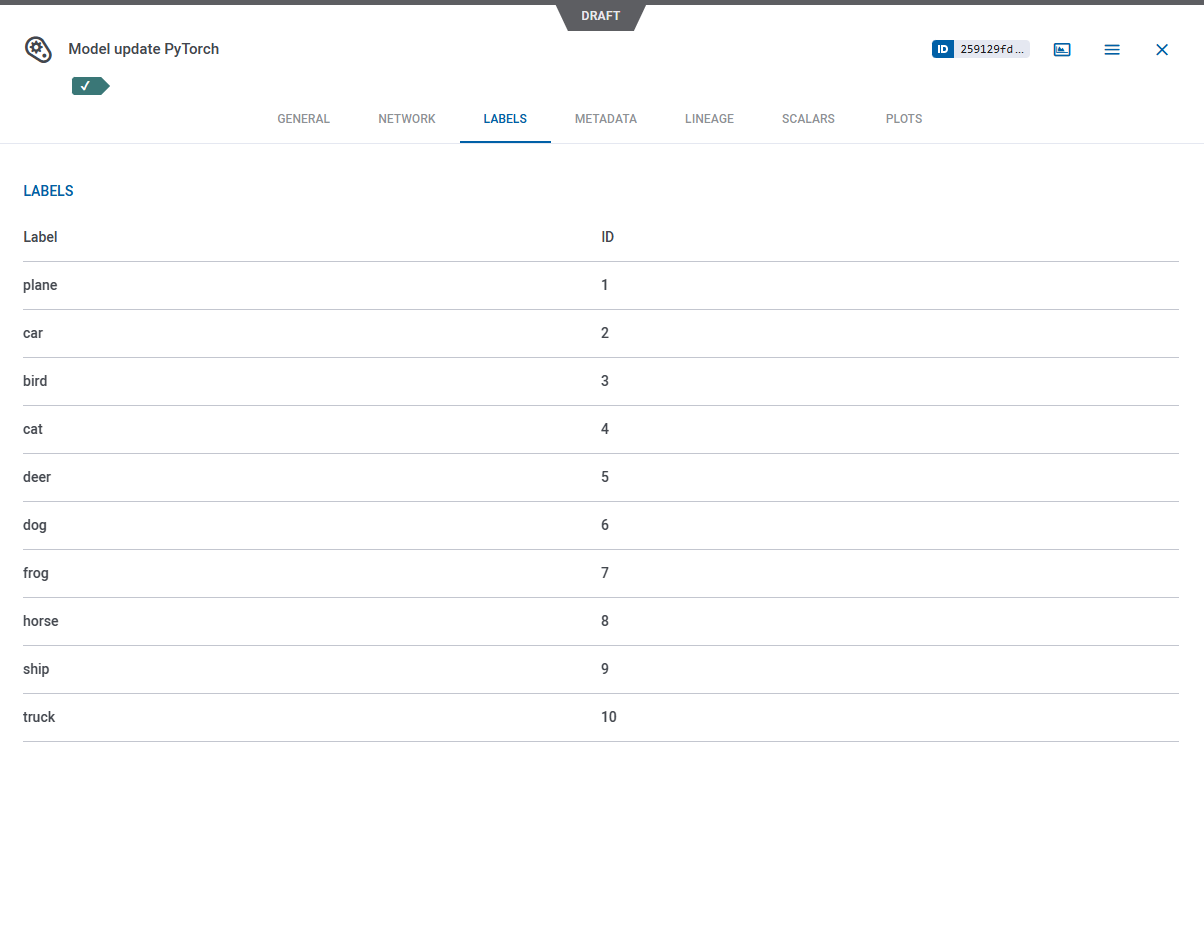 DRAFT
Model update PyTorch
ID 259129fd...
✓
GENERAL NETWORK LABELS METADATA LINEAGE SCALARS PLOTS
LABELS
Label ID
plane 1
car 2
bird 3
cat 4
deer 5
dog 6
frog 7
horse 8
ship 9
truck 10